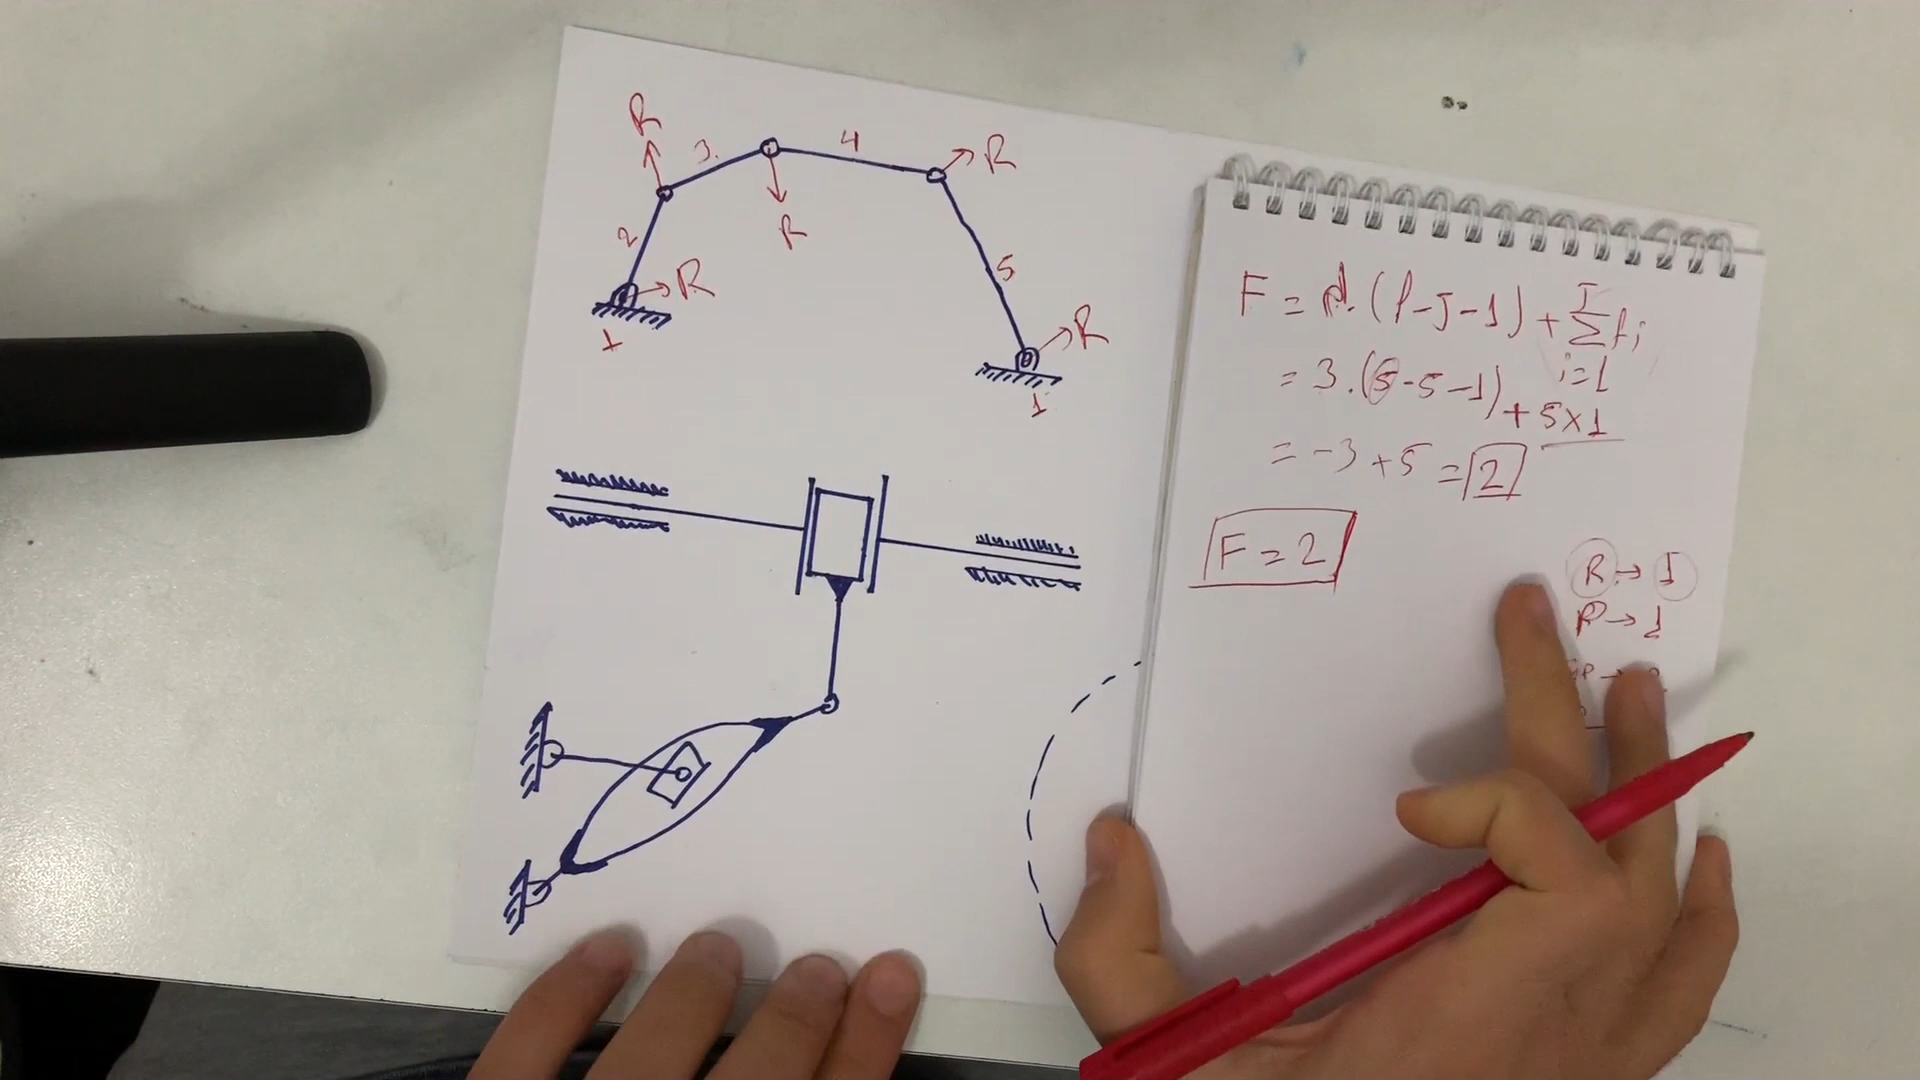 R
3.
4
R
2
R
5
R
R
1
1
F = λ.(l-J-1) + J∑i=1 fi
= 3.(5-5-1) + 5x1
= -3 +5 = 2
F = 2
R → 1
P → 1